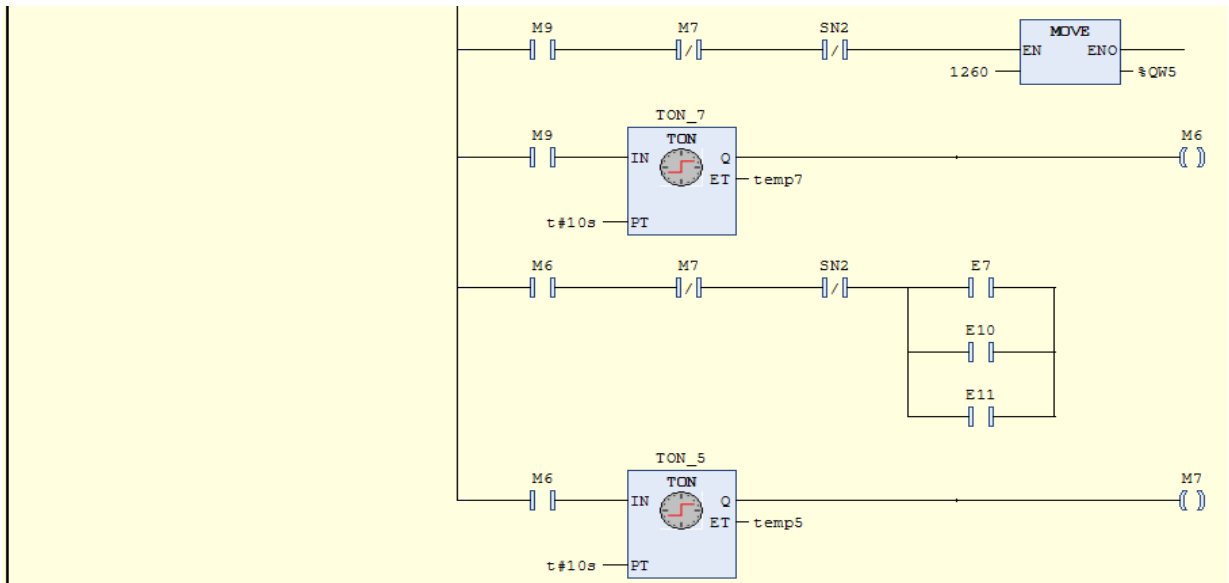 M9 M7 SN2 MOVE
EN ENO
1260 %QW5
TON_7
M9 TON M6
IN Q
ET temp7
t#10s PT
M6 M7 SN2 E7
E10
E11
TON_5
M6 TON M7
IN Q
ET temp5
t#10s PT